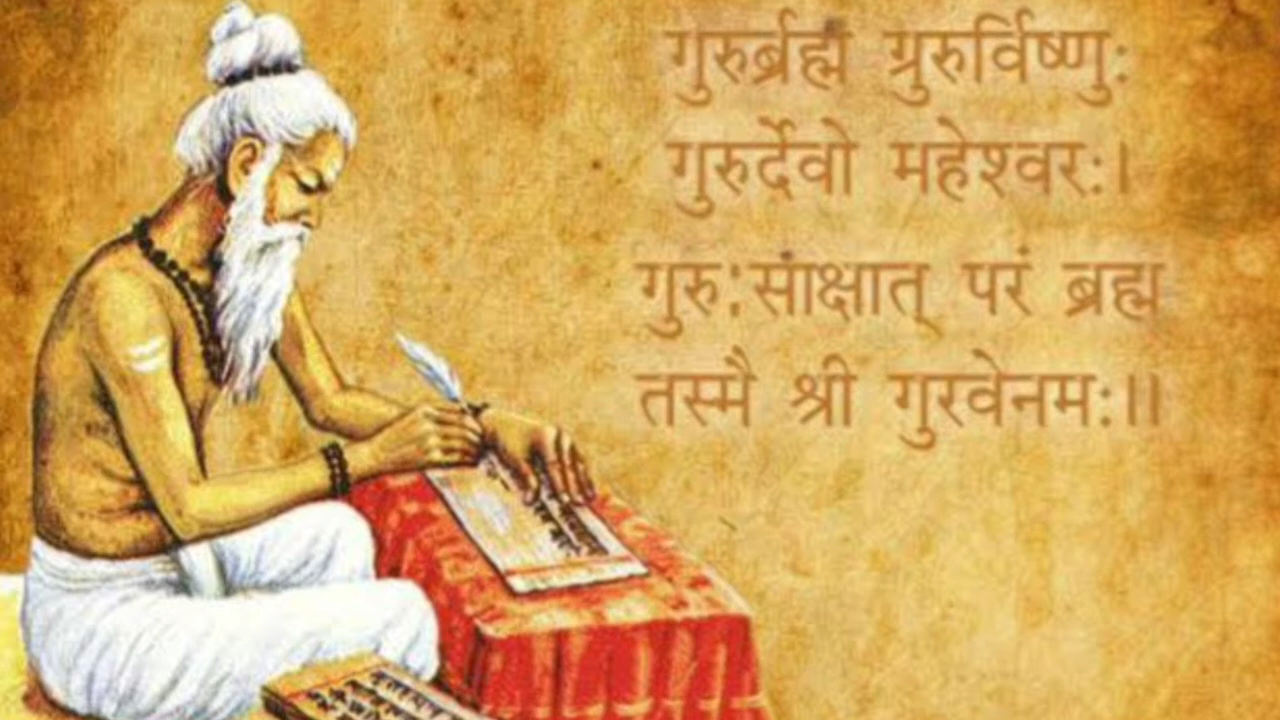 गुरुर्ब्रह्म ग्रुरुर्विष्णुः
गुरुर्देवो महेश्वरः।
गुरुःसांक्षात् परं ब्रह्म
तस्मै श्री गुरवेनमः।।